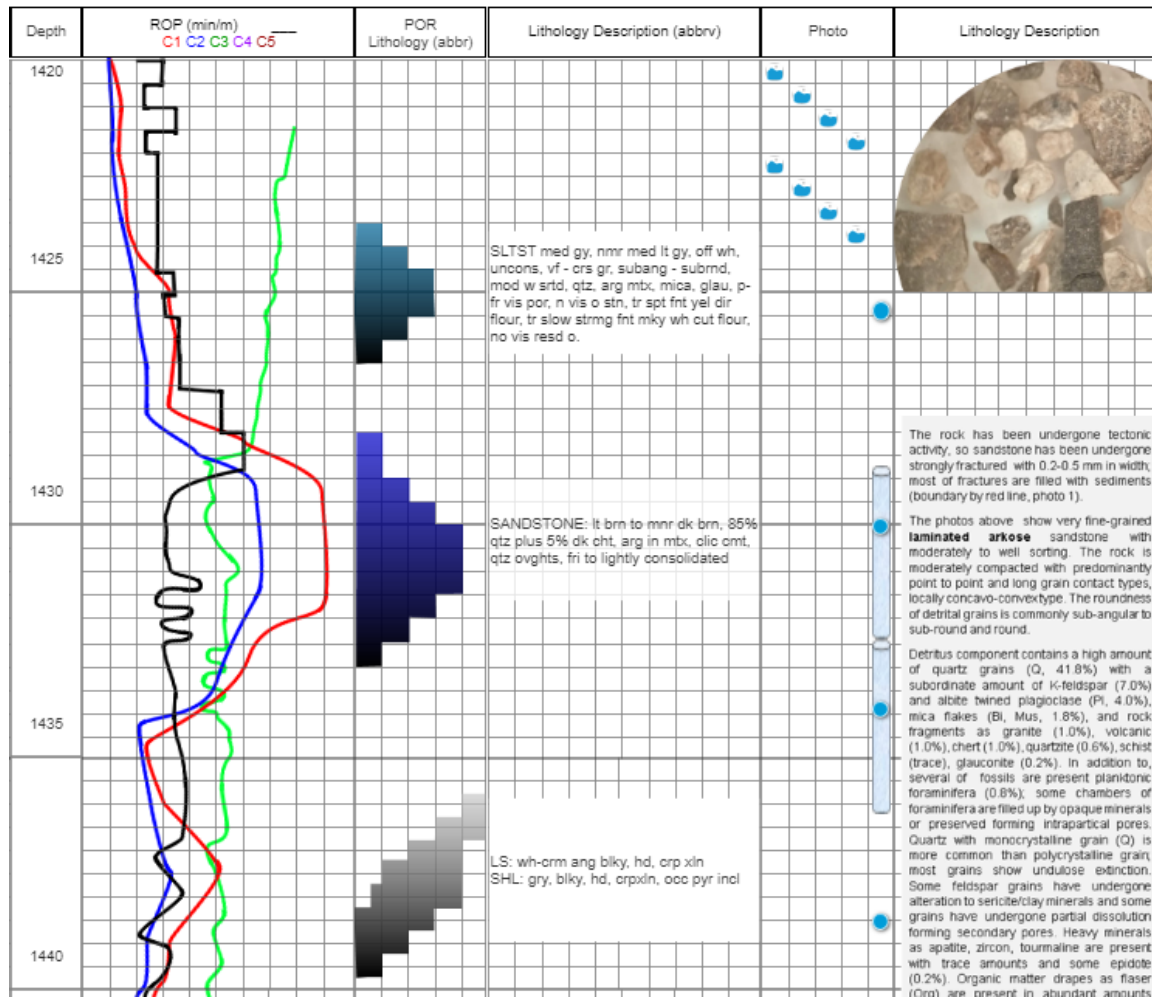 Depth
ROP (min/m) ___
C1 C2 C3 C4 C5
POR
Lithology (abbr)
Lithology Description (abbrv)
Photo
Lithology Description
1420
1425
1430
1435
1440
SLTST med gy, nmr med lt gy, off wh,
uncons, vf - crs gr, subang - subrnd,
mod w srtd, qtz, arg mtx, mica, glau, p-
fr vis por, n vis o stn, tr spt fnt yel dir
flour, tr slow strmg fnt mky wh cut flour,
no vis resd o.
SANDSTONE: lt brn to mnr dk brn, 85%
qtz plus 5% dk cht, arg in mtx, clic cmt,
qtz ovghts, fri to lightly consolidated
LS: wh-crm ang blky, hd, crp xln
SHL: gry, blky, hd, crpxln, occ pyr incl
The rock has been undergone tectonic
activity, so sandstone has been undergone
strongly fractured with 0.2-0.5 mm in width;
most of fractures are filled with sediments
(boundary by red line, photo 1).
The photos above show very fine-grained
laminated arkose sandstone with
moderately to well sorting. The rock is
moderately compacted with predominantly
point to point and long grain contact types,
locally concavo-convextype. The roundness
of detrital grains is commonly sub-angular to
sub-round and round.
Detritus component contains a high amount
of quartz grains (Q, 41.8%) with a
subordinate amount of K-feldspar (7.0%)
and albite twined plagioclase (Pl, 4.0%),
mica flakes (Bi, Mus, 1.8%), and rock
fragments as granite (1.0%), volcanic
(1.0%), chert (1.0%), quartzite (0.6%), schist
(trace), glauconite (0.2%). In addition to,
several of fossils are present planktonic
foraminifera (0.8%); some chambers of
foraminifera are filled up by opaque minerals
or preserved forming intrapartical pores.
Quartz with monocrystalline grain (Q) is
more common than polycrystalline grain;
most grains show undulose extinction.
Some feldspar grains have undergone
alteration to sericite/clay minerals and some
grains have undergone partial dissolution
forming secondary pores. Heavy minerals
as apatite, zircon, tourmaline are present
with trace amounts and some epidote
(0.2%). Organic matter drapes as flaser
(Org) are present in abundant amounts